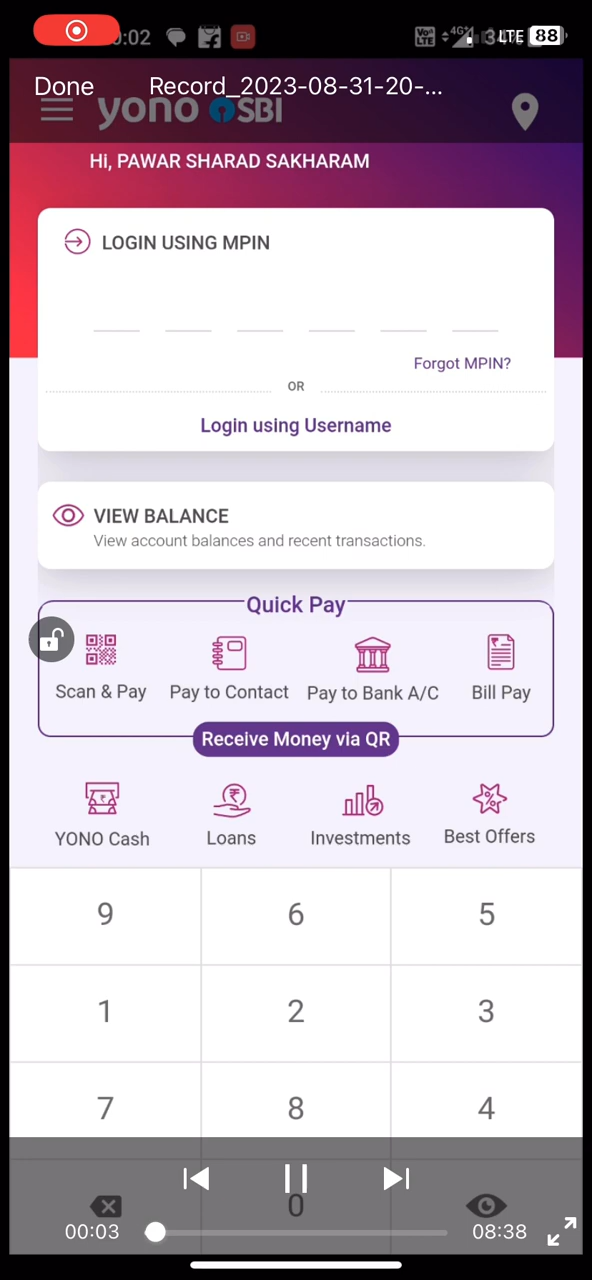 :02 VoLTE 4G+ LTE 88
Done Record_2023-08-31-20-...
yono SBI
Hi, PAWAR SHARAD SAKHARAM
LOGIN USING MPIN
Forgot MPIN?
OR
Login using Username
VIEW BALANCE
View account balances and recent transactions.
Quick Pay
Scan & Pay Pay to Contact Pay to Bank A/C Bill Pay
Receive Money via QR
YONO Cash Loans Investments Best Offers
9 6 5
1 2 3
7 8 4
0
00:03 08:38